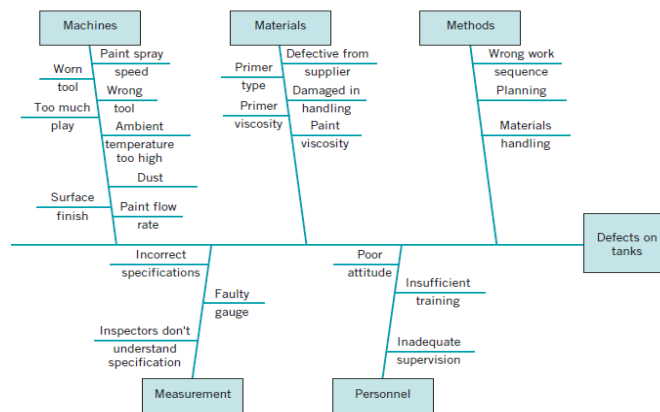 Machines
Materials
Methods
Paint spray
speed
Worn
tool
Wrong
tool
Too much
play
Ambient
temperature
too high
Dust
Surface
finish
Paint flow
rate
Defective from
supplier
Primer
type
Damaged in
handling
Primer
viscosity
Paint
viscosity
Wrong work
sequence
Planning
Materials
handling
Defects on
tanks
Incorrect
specifications
Faulty
gauge
Inspectors don't
understand
specification
Poor
attitude
Insufficient
training
Inadequate
supervision
Measurement
Personnel